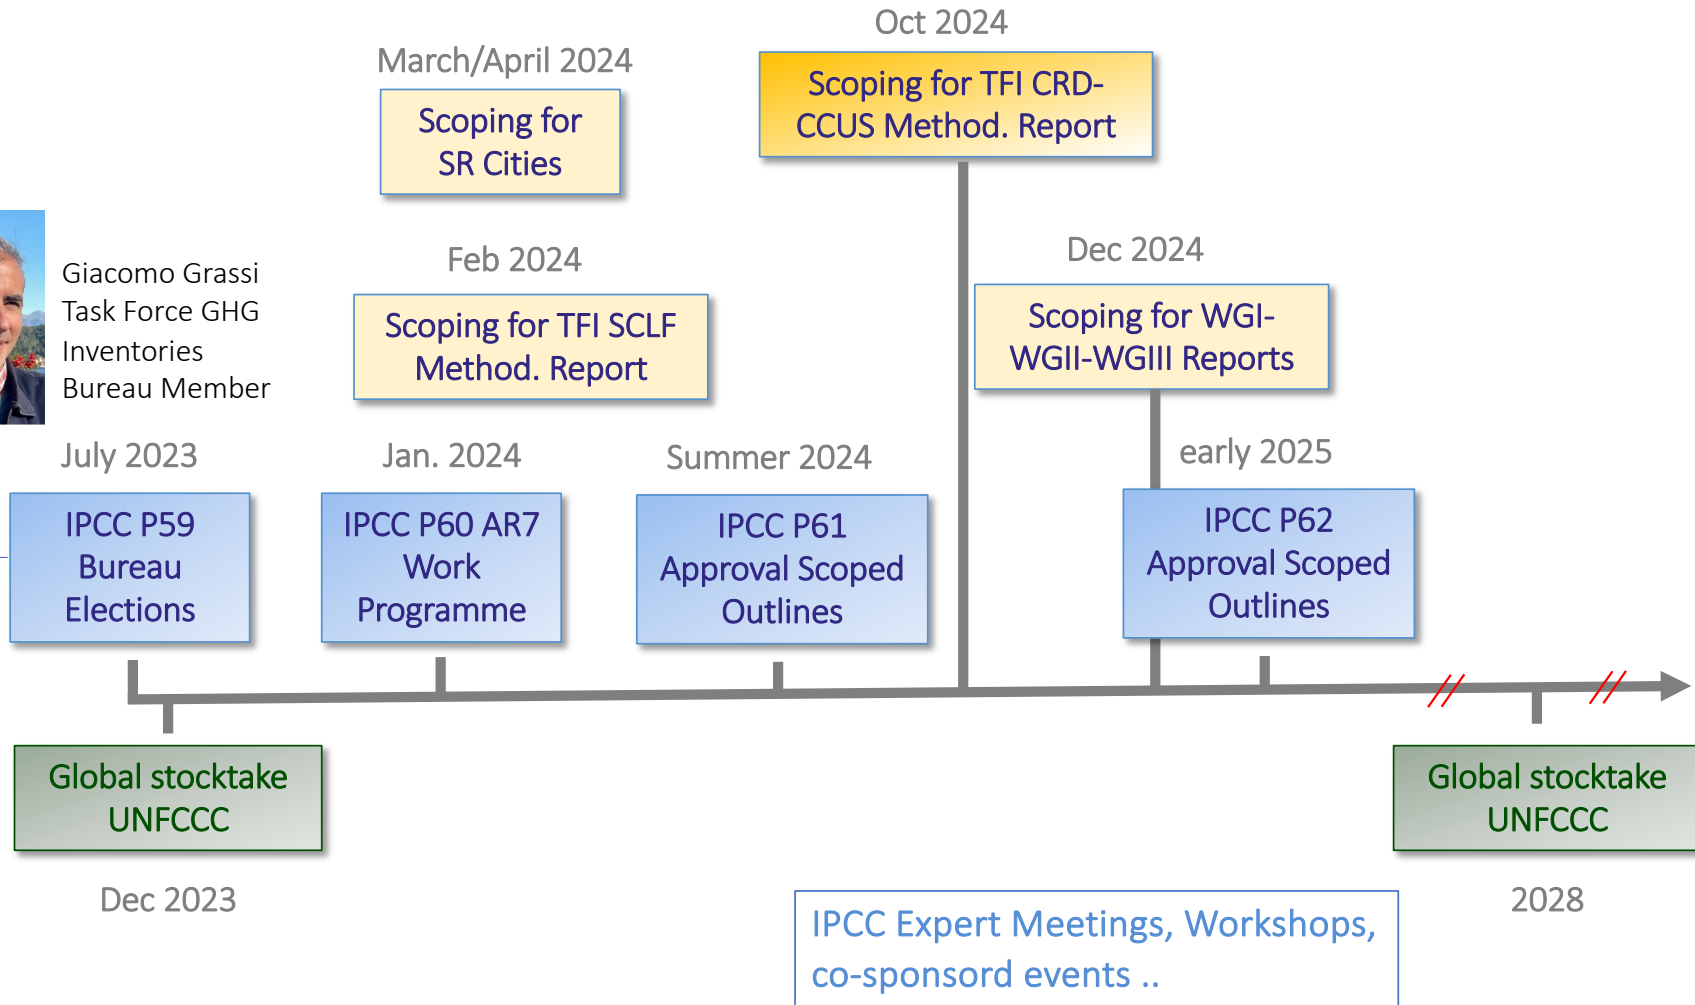 Oct 2024
Scoping for TFI CRD-
CCUS Method. Report
March/April 2024
Scoping for
SR Cities
Giacomo Grassi
Task Force GHG
Inventories
Bureau Member
Feb 2024
Scoping for TFI SCLF
Method. Report
Dec 2024
Scoping for WGI-
WGII-WGIII Reports
July 2023
IPCC P59
Bureau
Elections
Jan. 2024
IPCC P60 AR7
Work
Programme
Summer 2024
IPCC P61
Approval Scoped
Outlines
early 2025
IPCC P62
Approval Scoped
Outlines
Global stocktake
UNFCCC
Dec 2023
Global stocktake
UNFCCC
2028
IPCC Expert Meetings, Workshops,
co-sponsord events ..